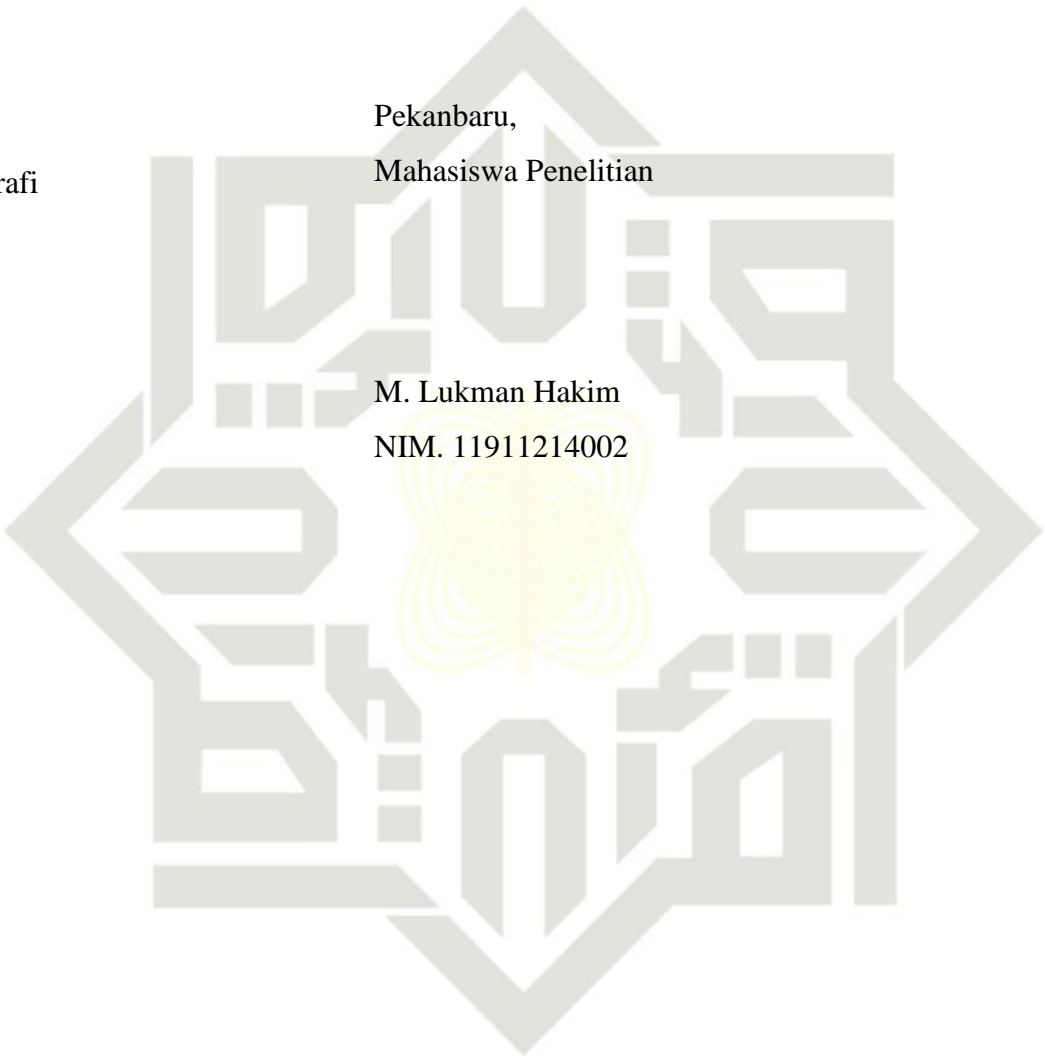 Pekanbaru,
Mahasiswa Penelitian
rafi
M. Lukman Hakim
NIM. 11911214002